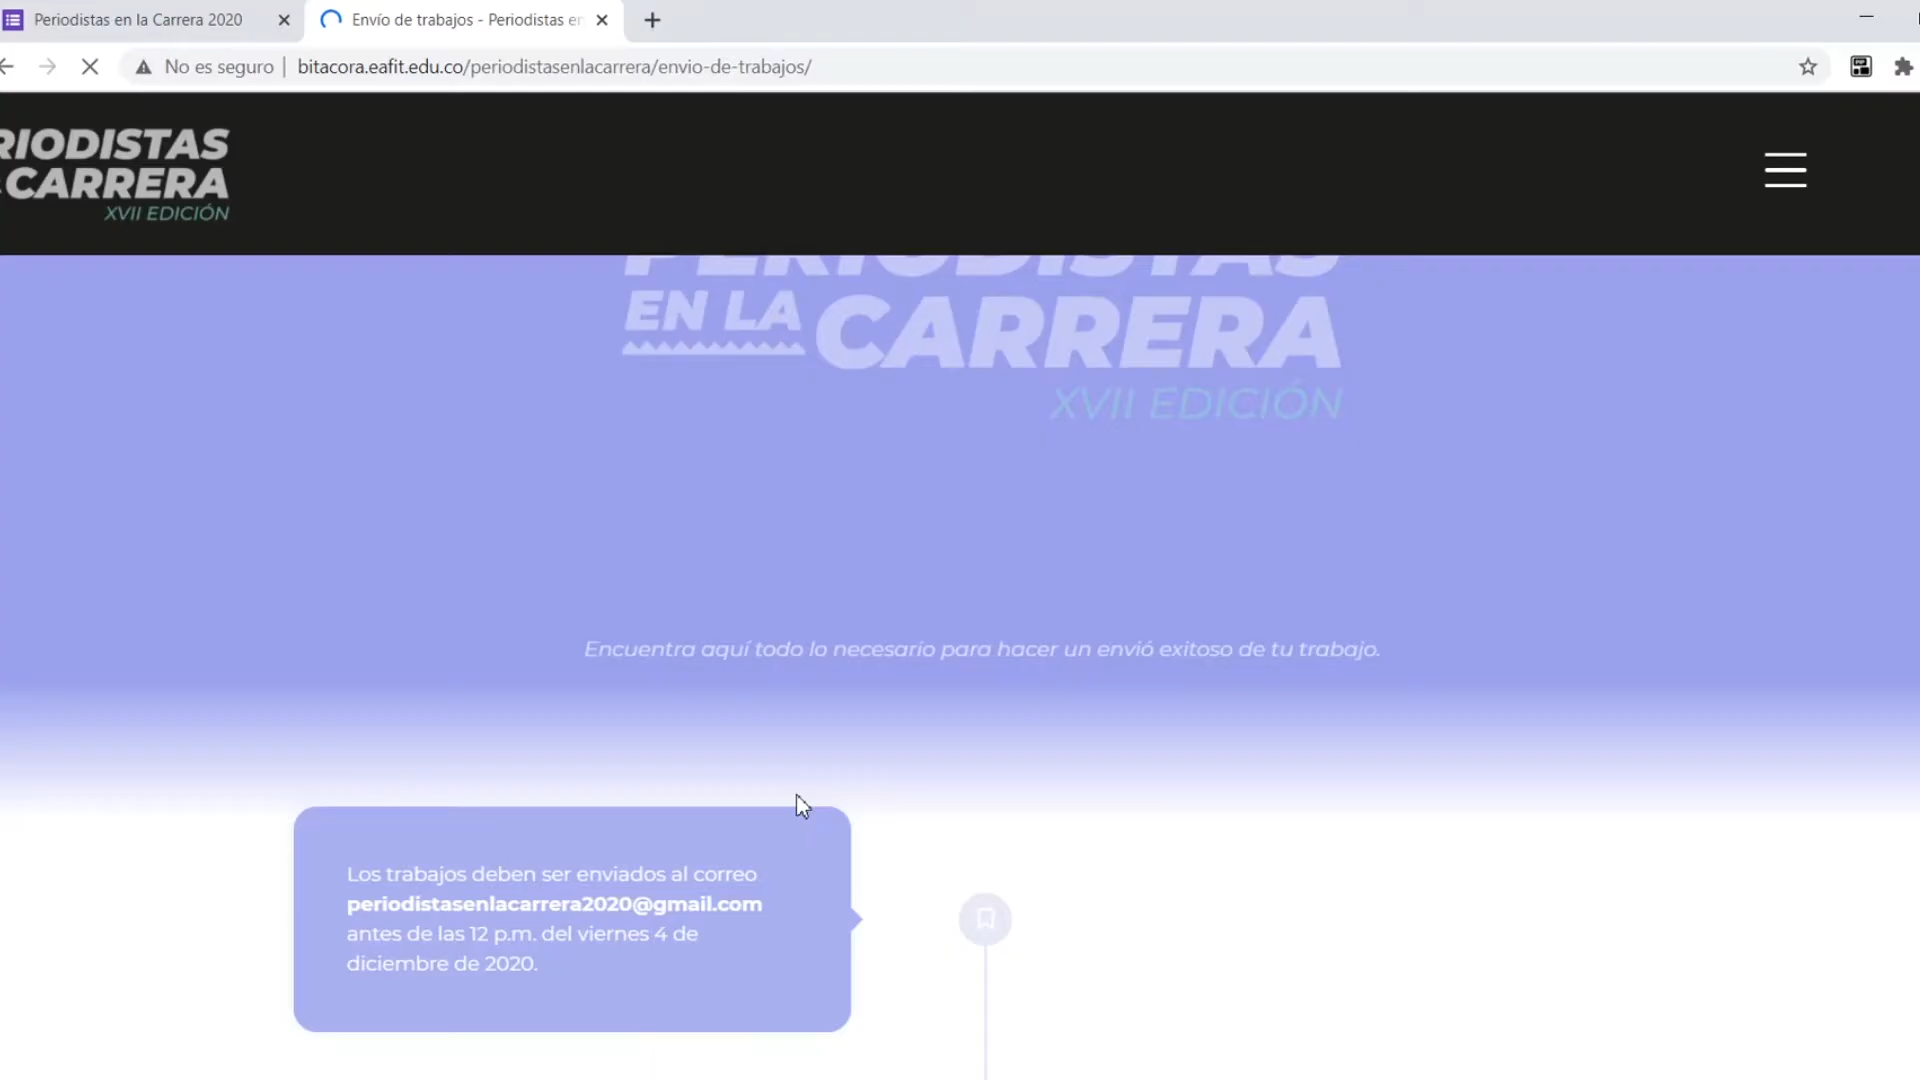 Periodistas en la Carrera 2020
Envío de trabajos - Periodistas en
No es seguro | bitacora.eafit.edu.co/periodistasenlacarrera/envio-de-trabajos/
RIODISTAS
CARRERA
XVII EDICIÓN
PERIODISTAS
EN LA CARRERA
XVII EDICIÓN
Encuentra aquí todo lo necesario para hacer un envió exitoso de tu trabajo.
Los trabajos deben ser enviados al correo
periodistasenlacarrera2020@gmail.com
antes de las 12 p.m. del viernes 4 de
diciembre de 2020.